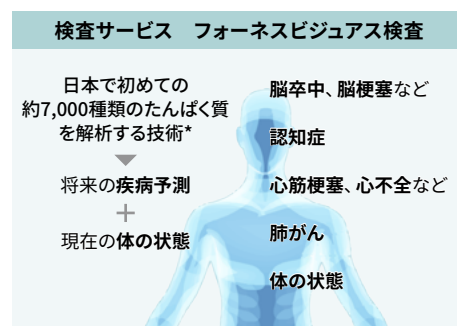 検査サービス　フォーネスビジュアス検査
日本で初めての
約7,000種類のたんぱく質
を解析する技術*
将来の疾病予測
＋
現在の体の状態
脳卒中、脳梗塞など
認知症
心筋梗塞、心不全など
肺がん
体の状態